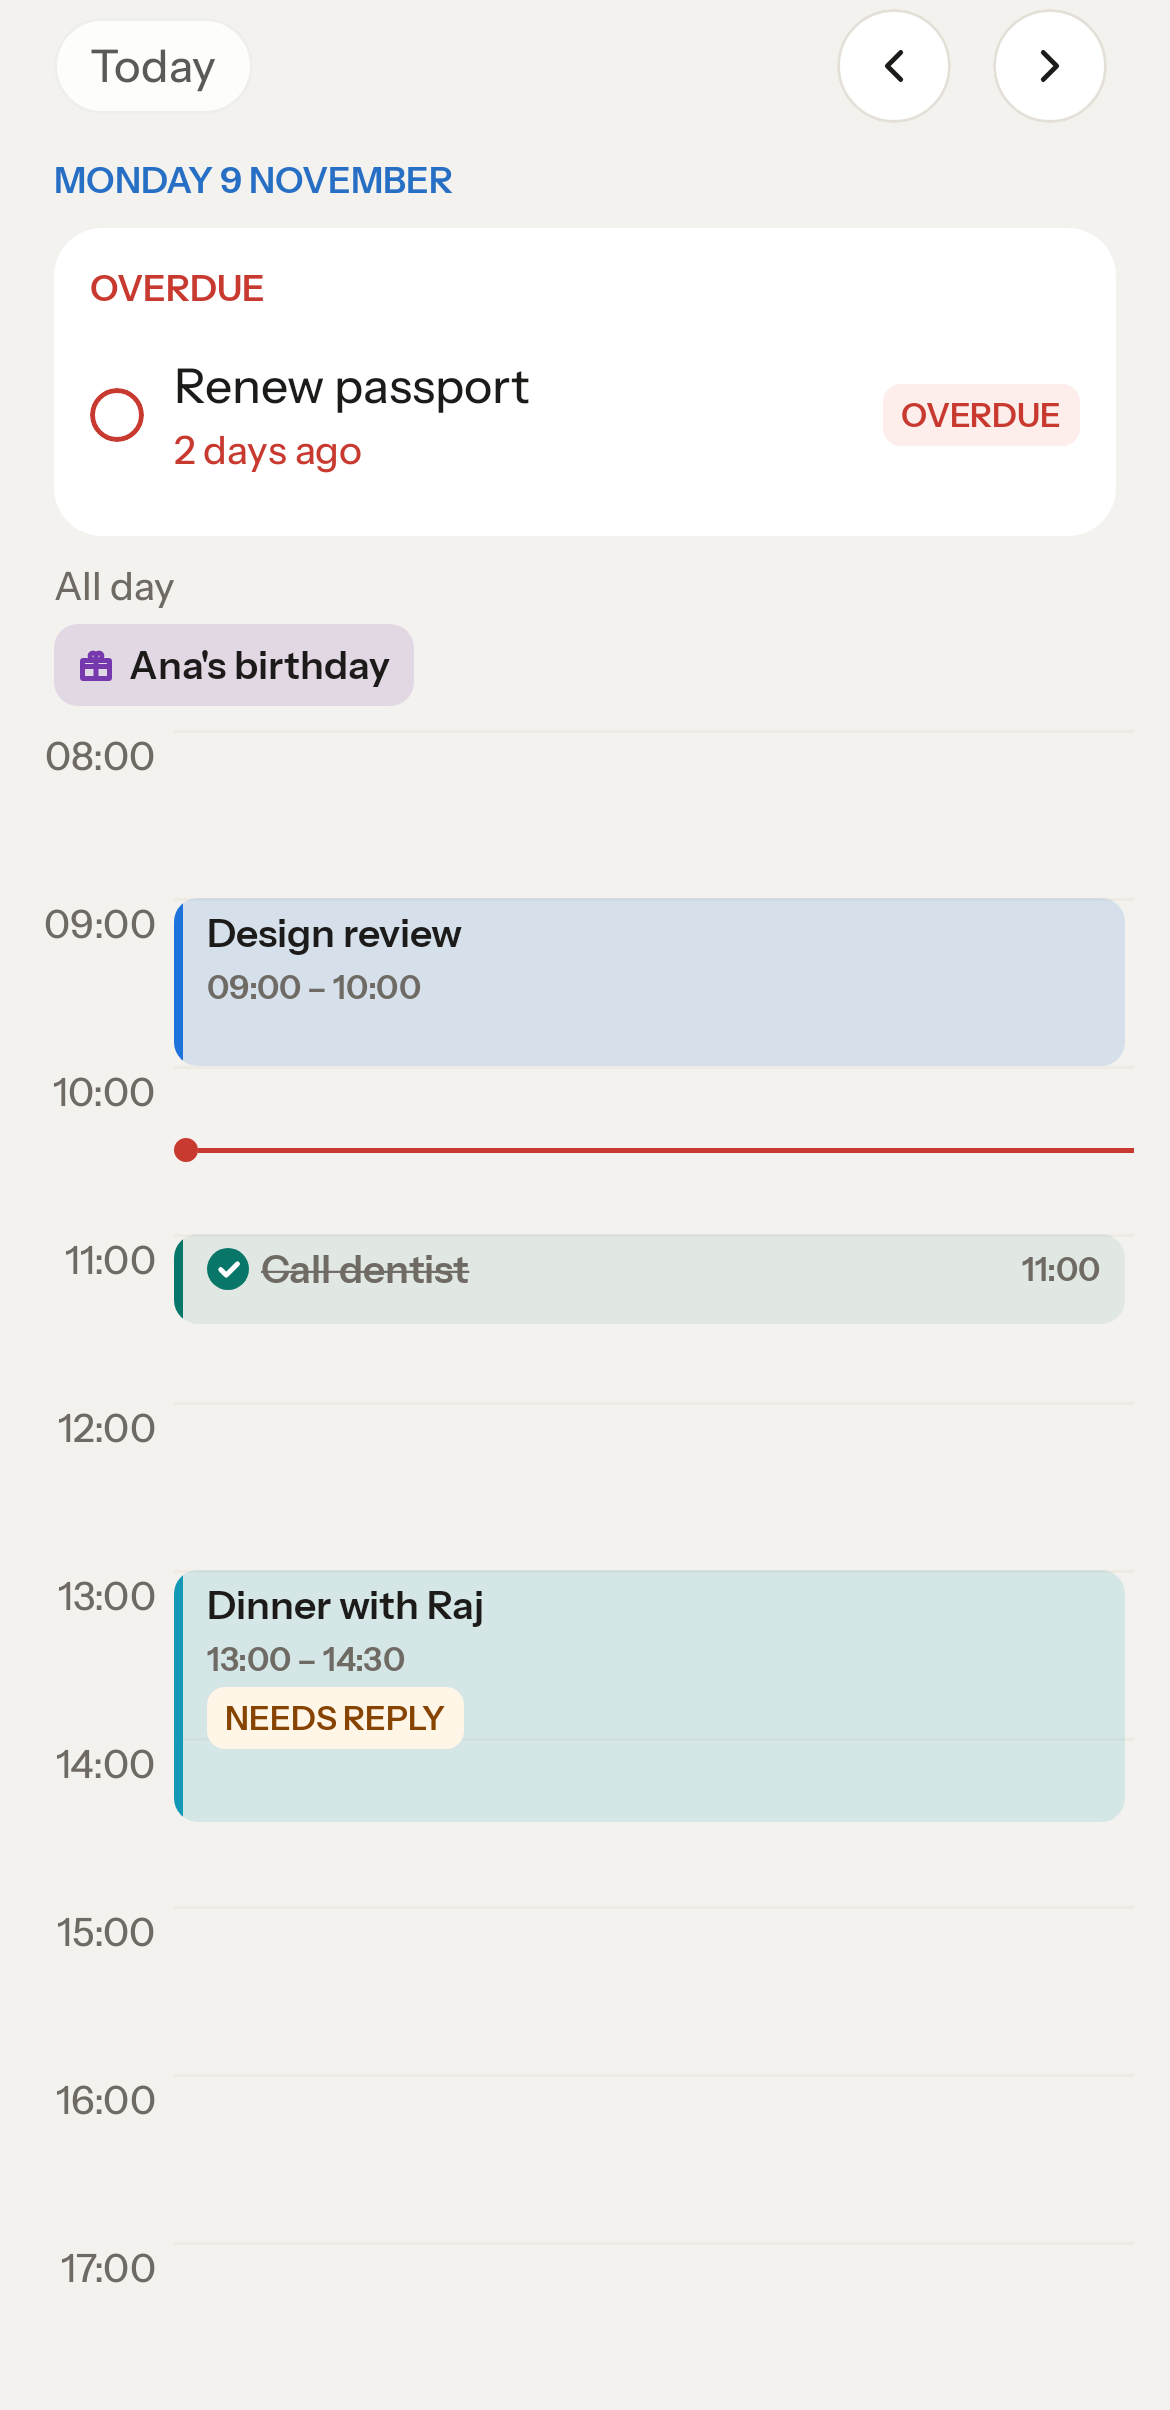 Today
MONDAY 9 NOVEMBER
OVERDUE
Renew passport
2 days ago
OVERDUE
All day
Ana's birthday
08:00
09:00
Design review
09:00 – 10:00
10:00
11:00
Call dentist
11:00
12:00
13:00
Dinner with Raj
13:00 – 14:30
NEEDS REPLY
14:00
15:00
16:00
17:00